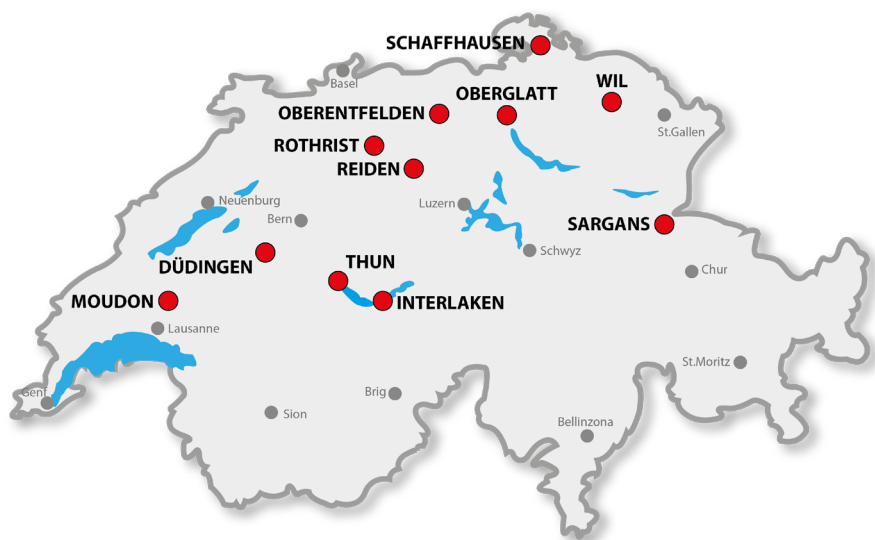 SCHAFFHAUSEN
Basel
WIL
OBERGLATT
OBERENTFELDEN
St.Gallen
ROTHRIST
REIDEN
Neuenburg
Luzern
Bern
SARGANS
Schwyz
DÜDINGEN
THUN
Chur
MOUDON
INTERLAKEN
Lausanne
St.Moritz
Genf
Brig
Sion
Bellinzona